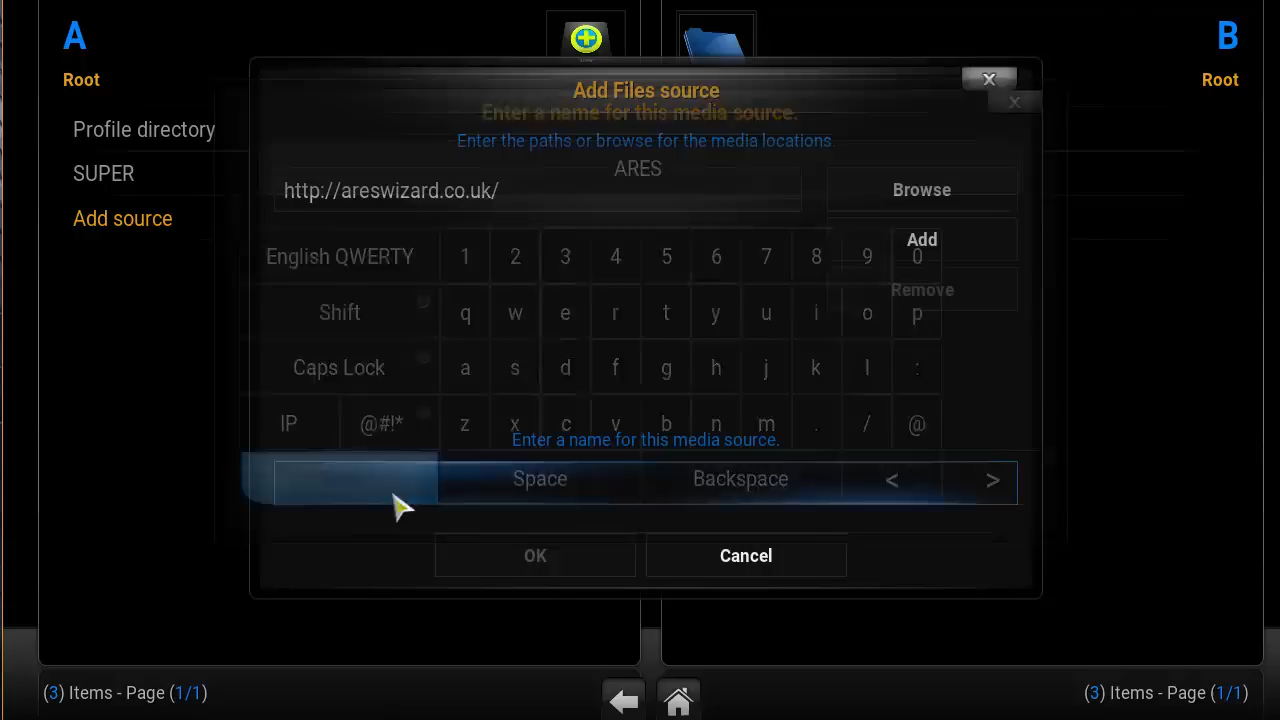 A
B
Root
Root
Profile directory
SUPER
Add source
Add Files source
Enter a name for this media source.
Enter the paths or browse for the media locations.
ARES
http://areswizard.co.uk/
Browse
Add
Remove
English QWERTY 1 2 3 4 5 6 7 8 9 0
Shift q w e r t y u i o p
Caps Lock a s d f g h j k l :
IP @#!* z x c v b n m . / @
Enter a name for this media source.
Space Backspace < >
OK Cancel
(3) Items - Page (1/1)
(3) Items - Page (1/1)